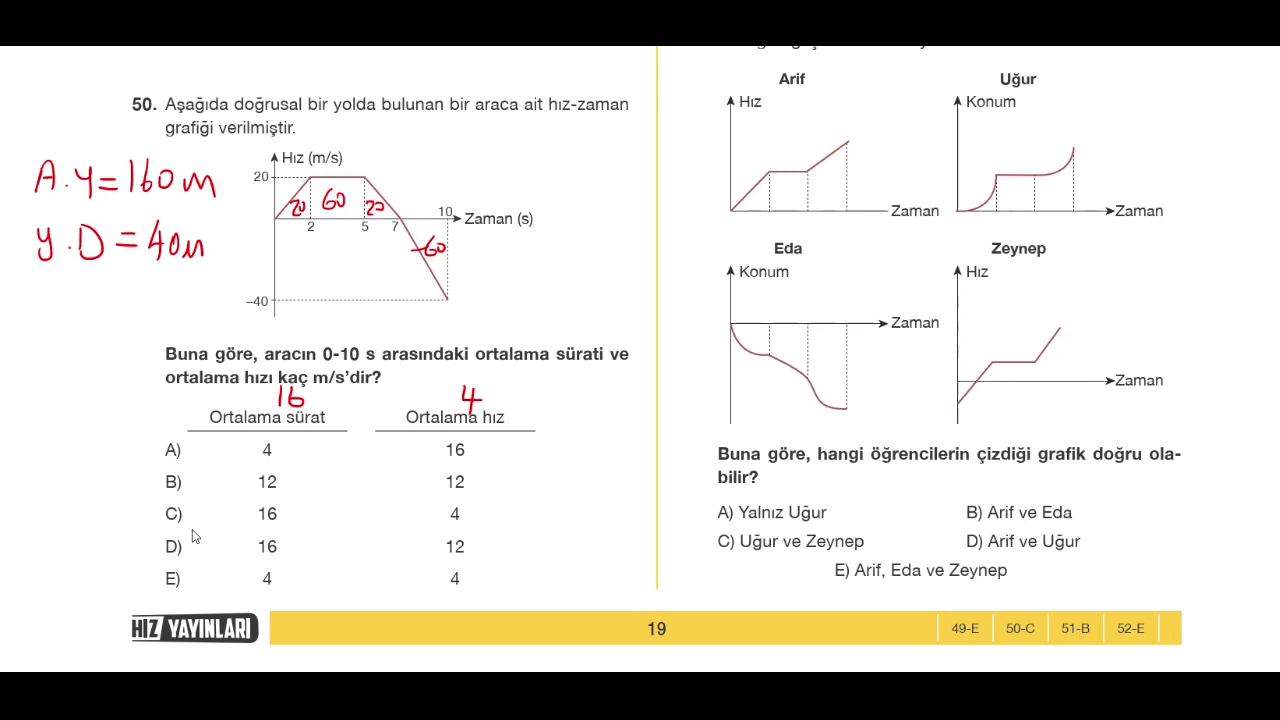 50. Aşağıda doğrusal bir yolda bulunan bir araca ait hız-zaman
grafiği verilmiştir.
A.Y=160m
Y.D=40m
Hız (m/s)
20
20
60
20
-60
2
5
7
10
Zaman (s)
–40
Buna göre, aracın 0-10 s arasındaki ortalama sürati ve
ortalama hızı kaç m/s’dir?
16
4
Ortalama sürat Ortalama hız
A) 4 16
B) 12 12
C) 16 4
D) 16 12
E) 4 4
Arif
Hız
Zaman
Uğur
Konum
Zaman
Eda
Konum
Zaman
Zeynep
Hız
Zaman
Buna göre, hangi öğrencilerin çizdiği grafik doğru ola-
bilir?
A) Yalnız Uğur B) Arif ve Eda
C) Uğur ve Zeynep D) Arif ve Uğur
E) Arif, Eda ve Zeynep
HIZ YAYINLARI
19
49-E 50-C 51-B 52-E